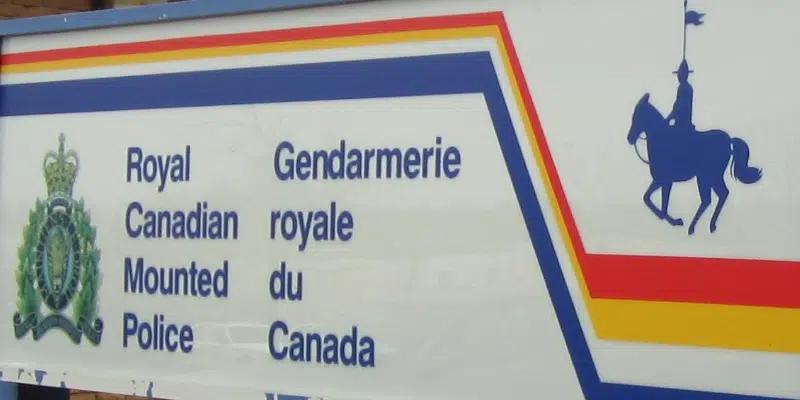 Royal
Canadian
Mounted
Police
Gendarmerie
royale
du
Canada